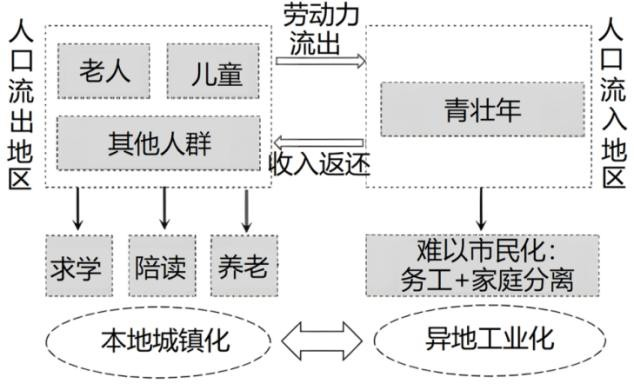 人口流出地区
老人
儿童
其他人群
劳动力
流出
收入返还
青壮年
人口流入地区
求学
陪读
养老
难以市民化：
务工+家庭分离
本地城镇化
异地工业化